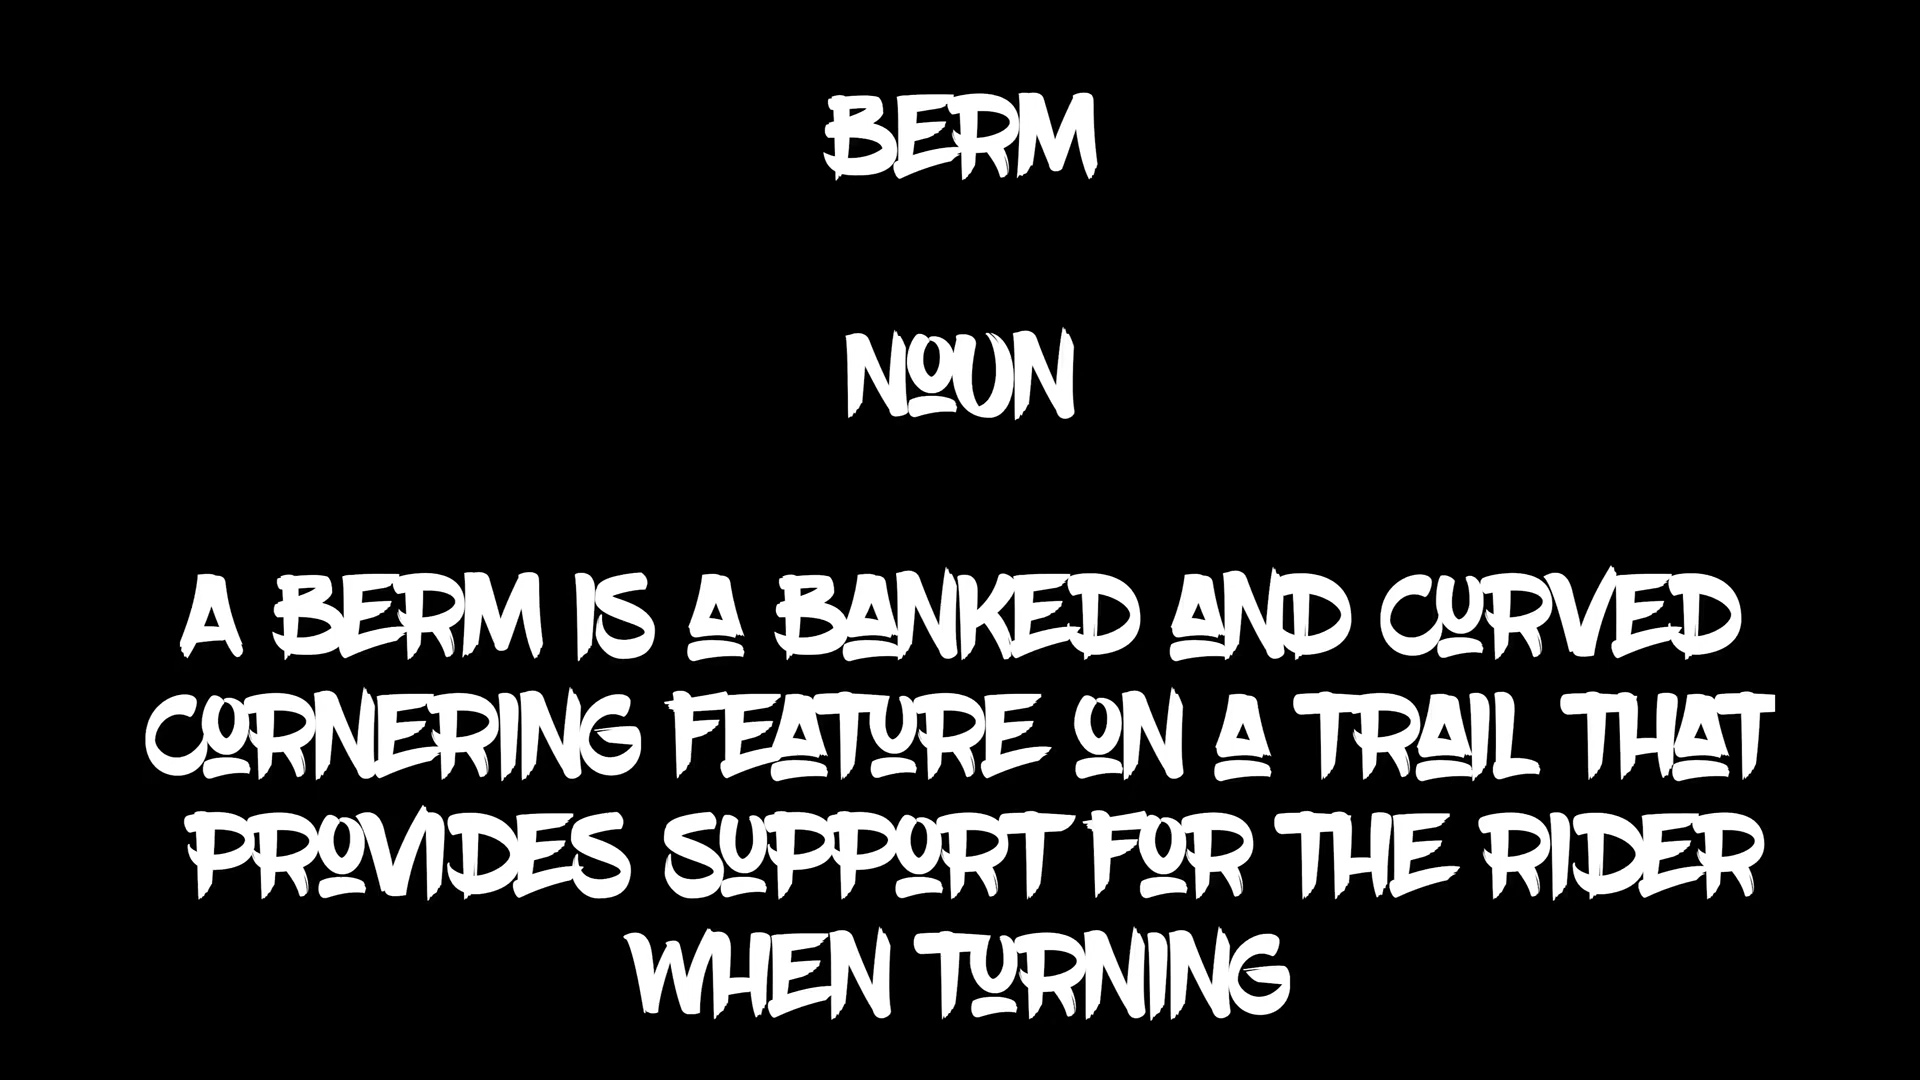 BERM
NOUN
A BERM IS A BANKED AND CURVED
CORNERING FEATURE ON A TRAIL THAT
PROVIDES SUPPORT FOR THE RIDER
WHEN TURNING